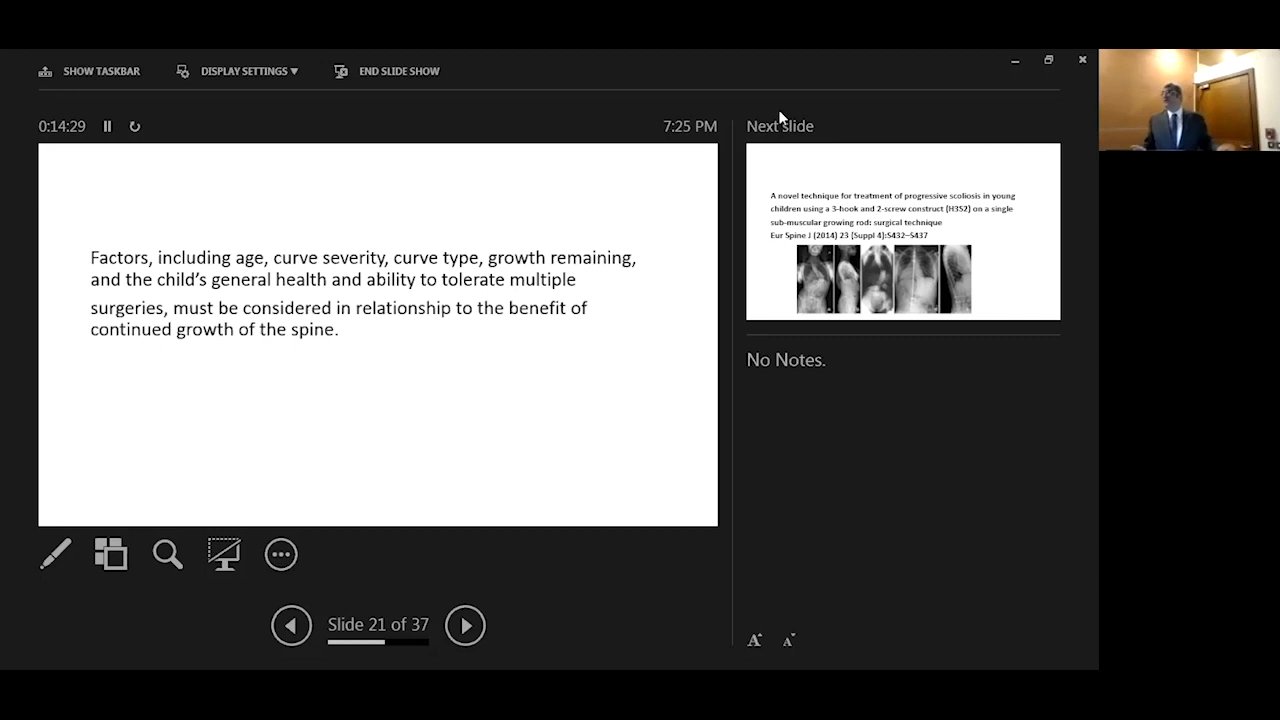 SHOW TASKBAR
DISPLAY SETTINGS
END SLIDE SHOW
0:14:29
7:25 PM
Next slide
Factors, including age, curve severity, curve type, growth remaining,
and the child's general health and ability to tolerate multiple
surgeries, must be considered in relationship to the benefit of
continued growth of the spine.
A novel technique for treatment of progressive scoliosis in young
children using a 3-hook and 2-screw construct (H3S2) on a single
sub-muscular growing rod: surgical technique
Eur Spine J (2014) 23 (Suppl 4):S432–S437
No Notes.
Slide 21 of 37
A A